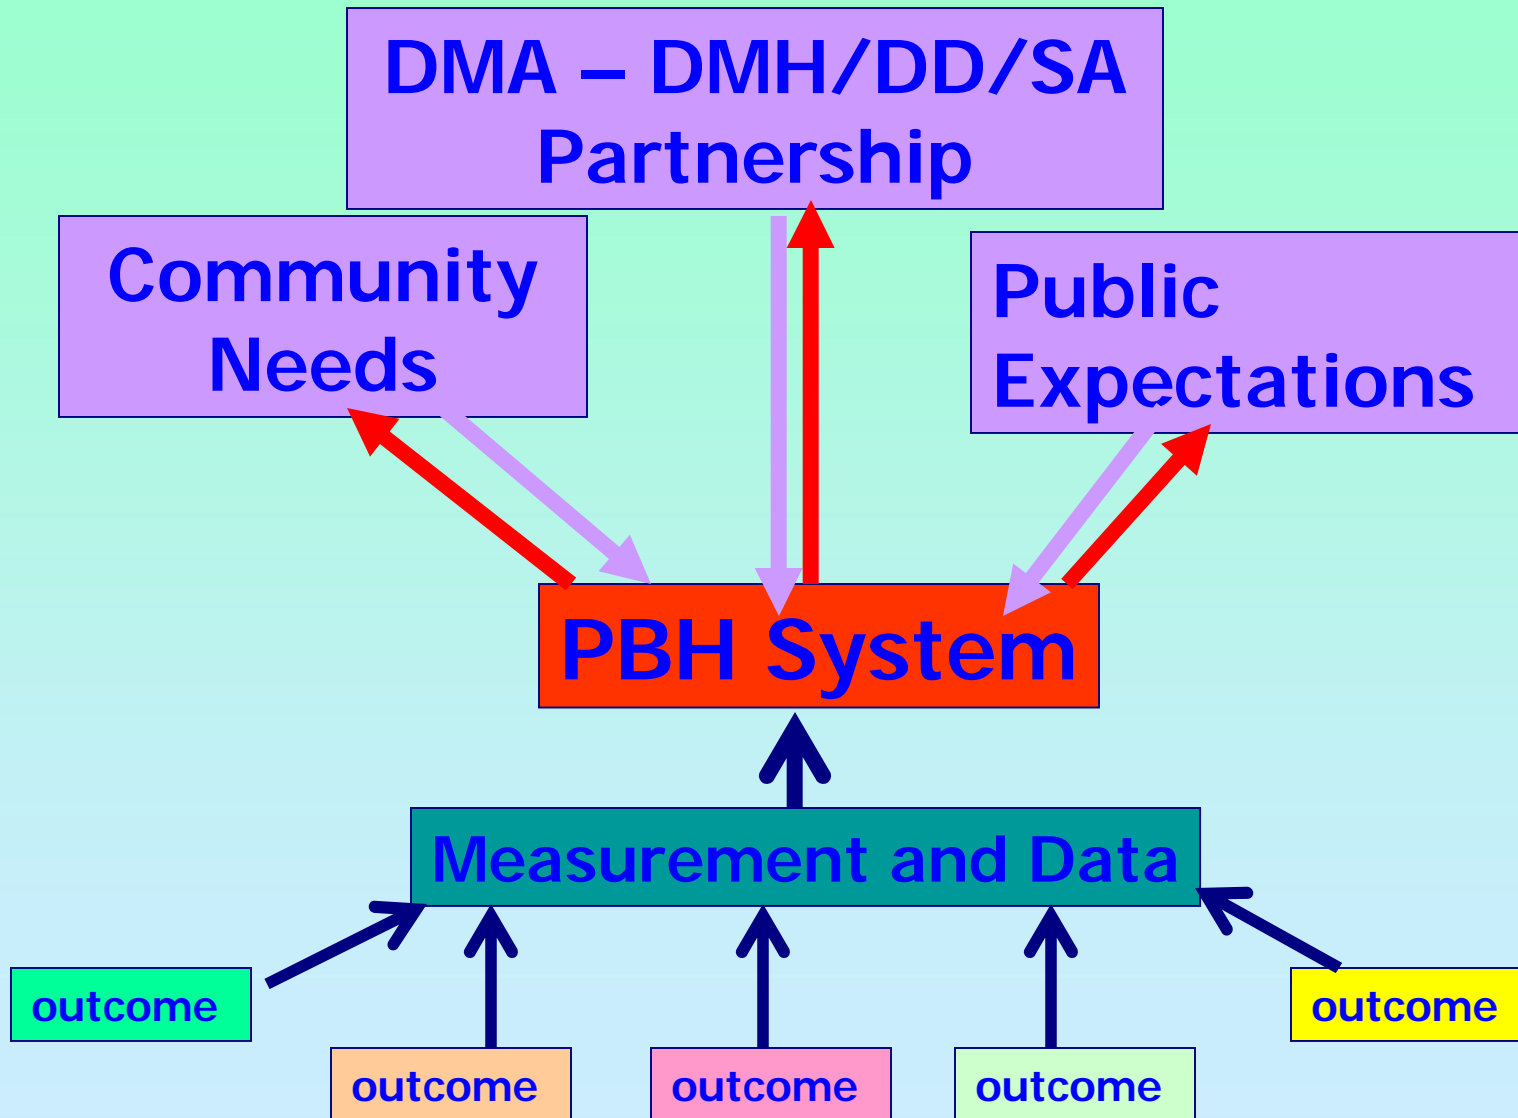 DMA – DMH/DD/SA
Partnership
Community
Needs
Public
Expectations
PBH System
Measurement and Data
outcome
outcome
outcome
outcome
outcome